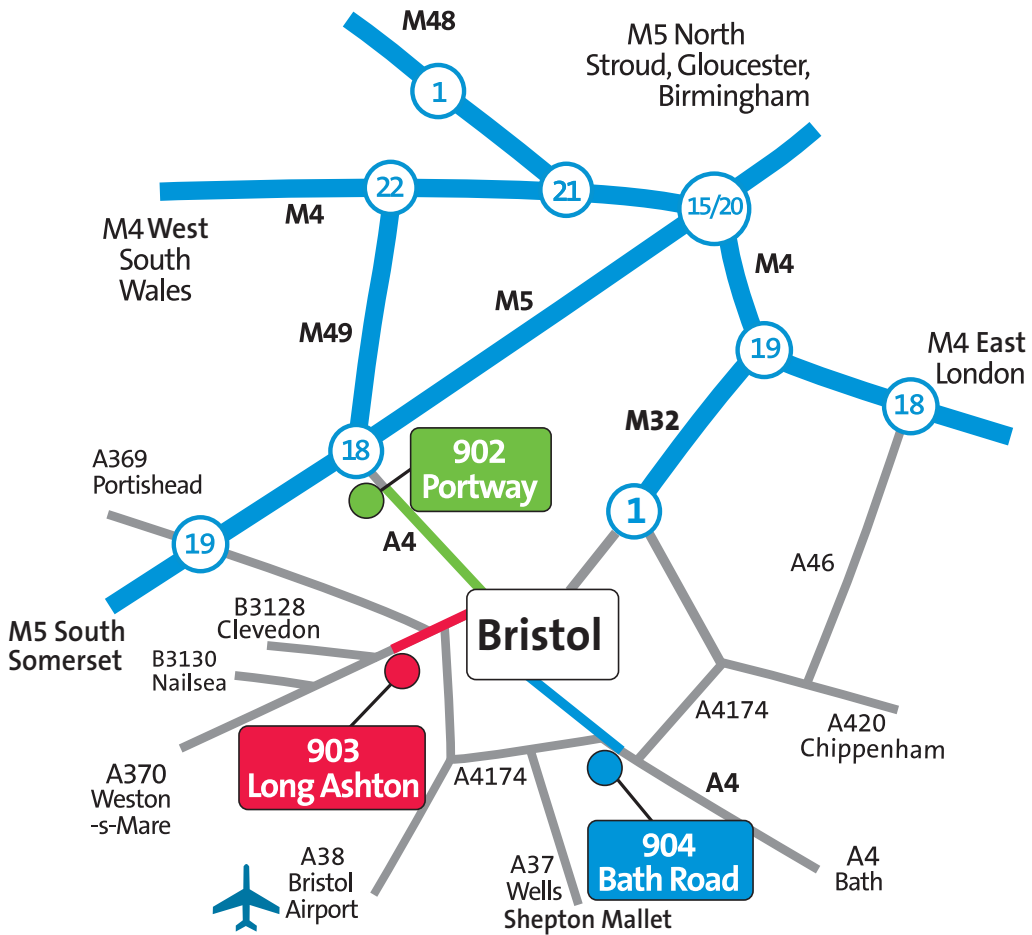 M48
M5 North
Stroud, Gloucester,
Birmingham
1
22
21
15/20
M4
M4 West
South
Wales
M4
M5
M49
19
M4 East
London
18
M32
18
902
Portway
A369
Portishead
1
A4
19
A46
B3128
Clevedon
M5 South
Somerset
Bristol
B3130
Nailsea
A4174
A420
Chippenham
903
Long Ashton
A370
Weston
-s-Mare
A4174
A4
904
Bath Road
A38
Bristol
Airport
A37
Wells
Shepton Mallet
A4
Bath